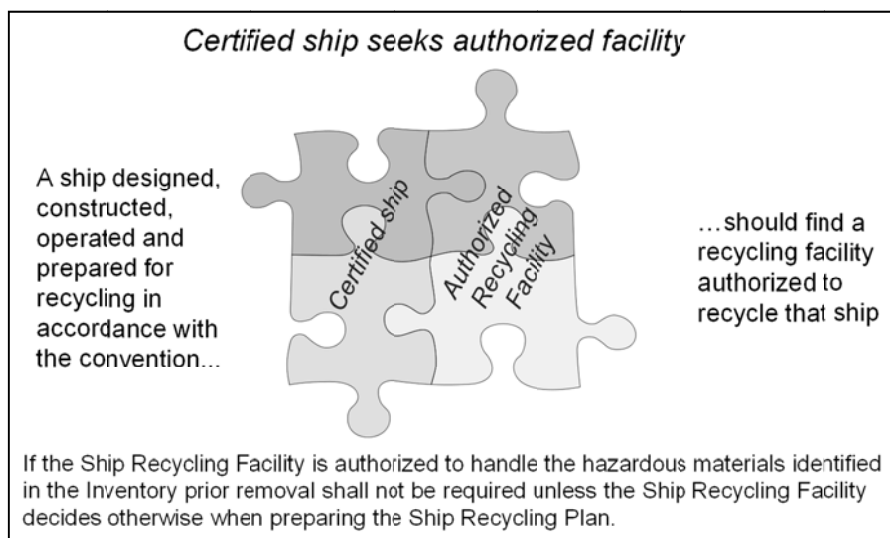 Certified ship seeks authorized facility
A ship designed,
constructed,
operated and
prepared for
recycling in
accordance with
the convention...
Certified ship
Authorized
Recycling
Facility
...should find a
recycling facility
authorized to
recycle that ship
If the Ship Recycling Facility is authorized to handle the hazardous materials identified
in the Inventory prior removal shall not be required unless the Ship Recycling Facility
decides otherwise when preparing the Ship Recycling Plan.